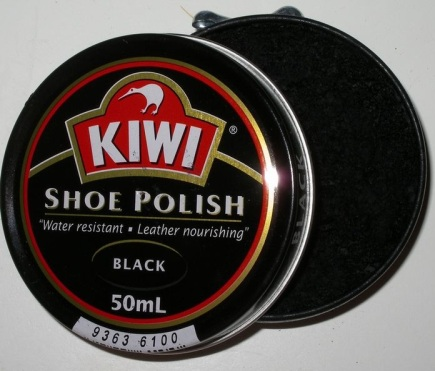 KIWI®
SHOE POLISH
"Water resistant ▪ Leather nourishing"
BLACK
50mL
9363 6100
BLACK